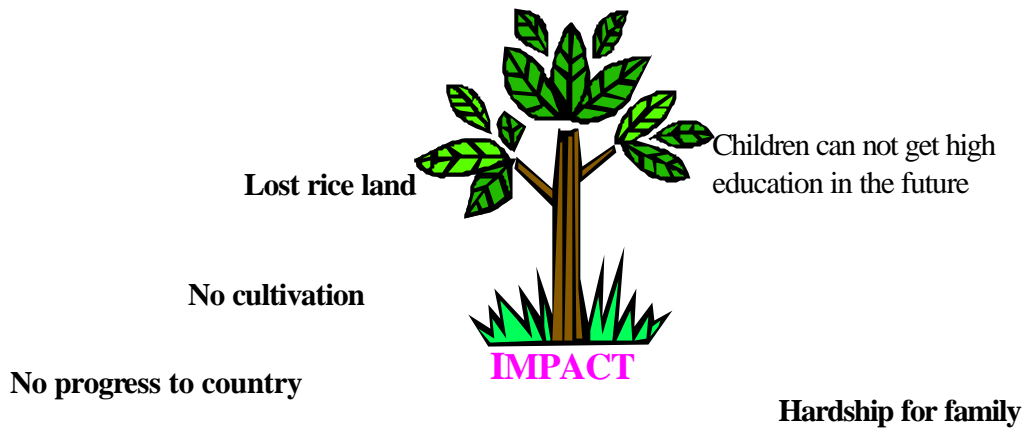 Children can not get high
education in the future
Lost rice land
No cultivation
IMPACT
No progress to country
Hardship for family